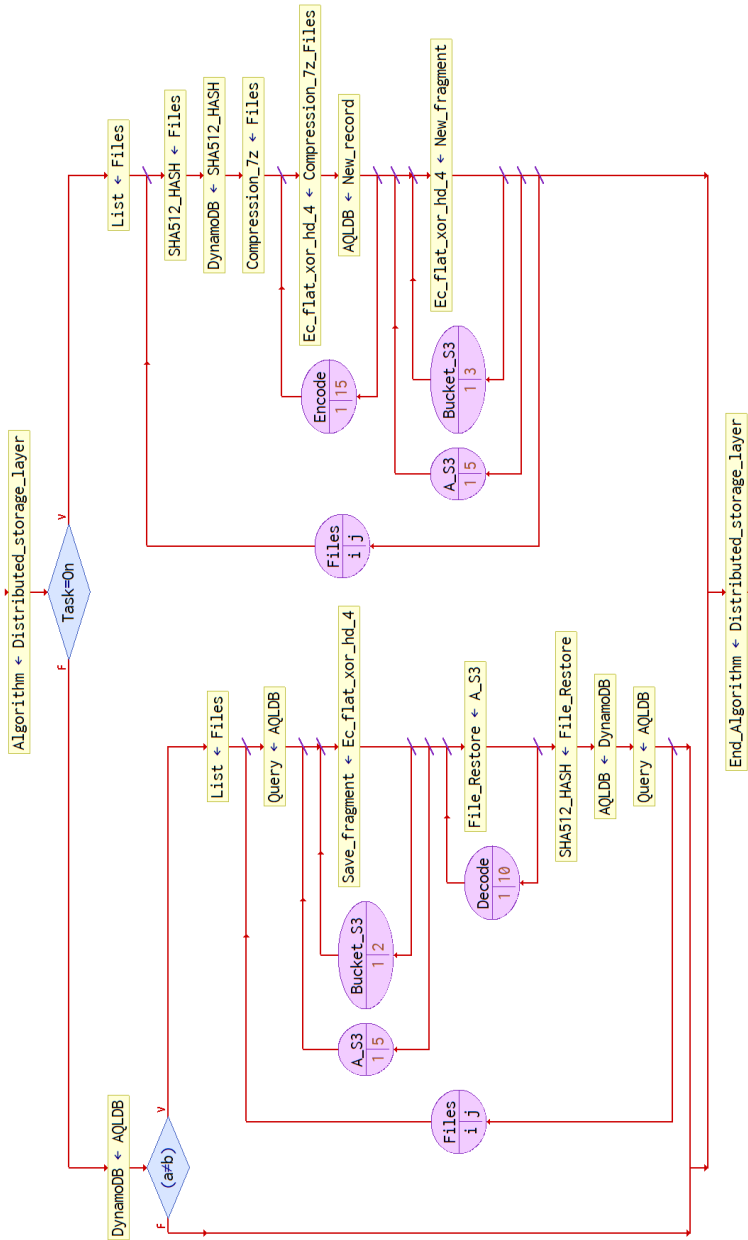 Algorithm ← Distributed_storage_layer
Task=On
F
V
DynamoDB ← AQLDB
(a≠b)
F
V
List ← Files
Query ← AQLDB
Save_fragment ← Ec_flat_xor_hd_4
Bucket_S3
1 2
A_S3
1 5
File_Restore ← A_S3
Decode
1 10
SHA512_HASH ← File_Restore
AQLDB ← DynamoDB
Query ← AQLDB
Files
i j
List ← Files
SHA512_HASH ← Files
DynamoDB ← SHA512_HASH
Compression_7z ← Files
Ec_flat_xor_hd_4 ← Compression_7z_Files
Encode
1 15
AQLDB ← New_record
Ec_flat_xor_hd_4 ← New_fragment
Bucket_S3
1 3
A_S3
1 5
Files
i j
End_Algorithm ← Distributed_storage_layer